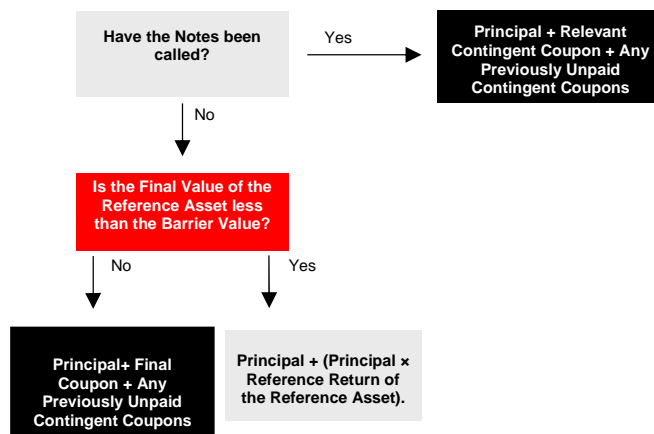 Have the Notes been
called?
Yes
Principal + Relevant
Contingent Coupon + Any
Previously Unpaid
Contingent Coupons
No
Is the Final Value of the
Reference Asset less
than the Barrier Value?
No
Yes
Principal+ Final
Coupon + Any
Previously Unpaid
Contingent Coupons
Principal + (Principal ×
Reference Return of
the Reference Asset).